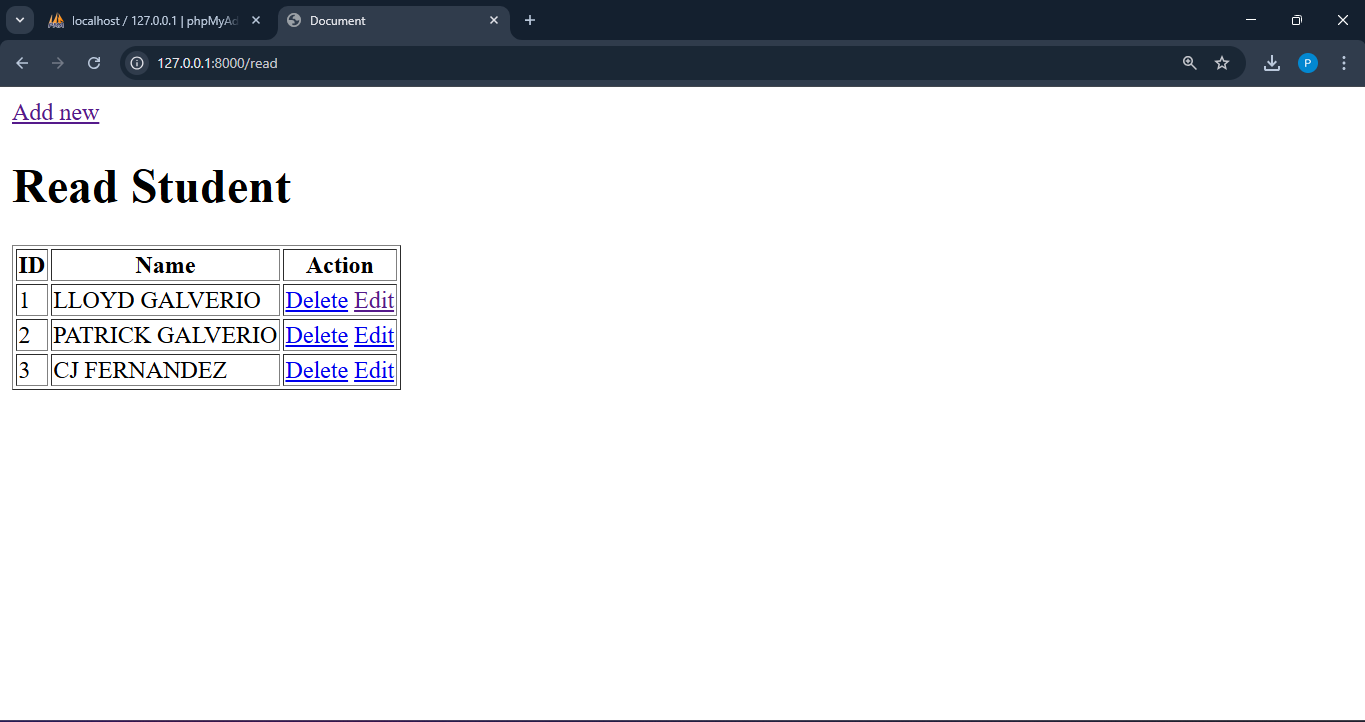 localhost / 127.0.0.1 | phpMyAd
Document
127.0.0.1:8000/read
P
Add new
Read Student
ID Name Action
1 LLOYD GALVERIO Delete Edit
2 PATRICK GALVERIO Delete Edit
3 CJ FERNANDEZ Delete Edit